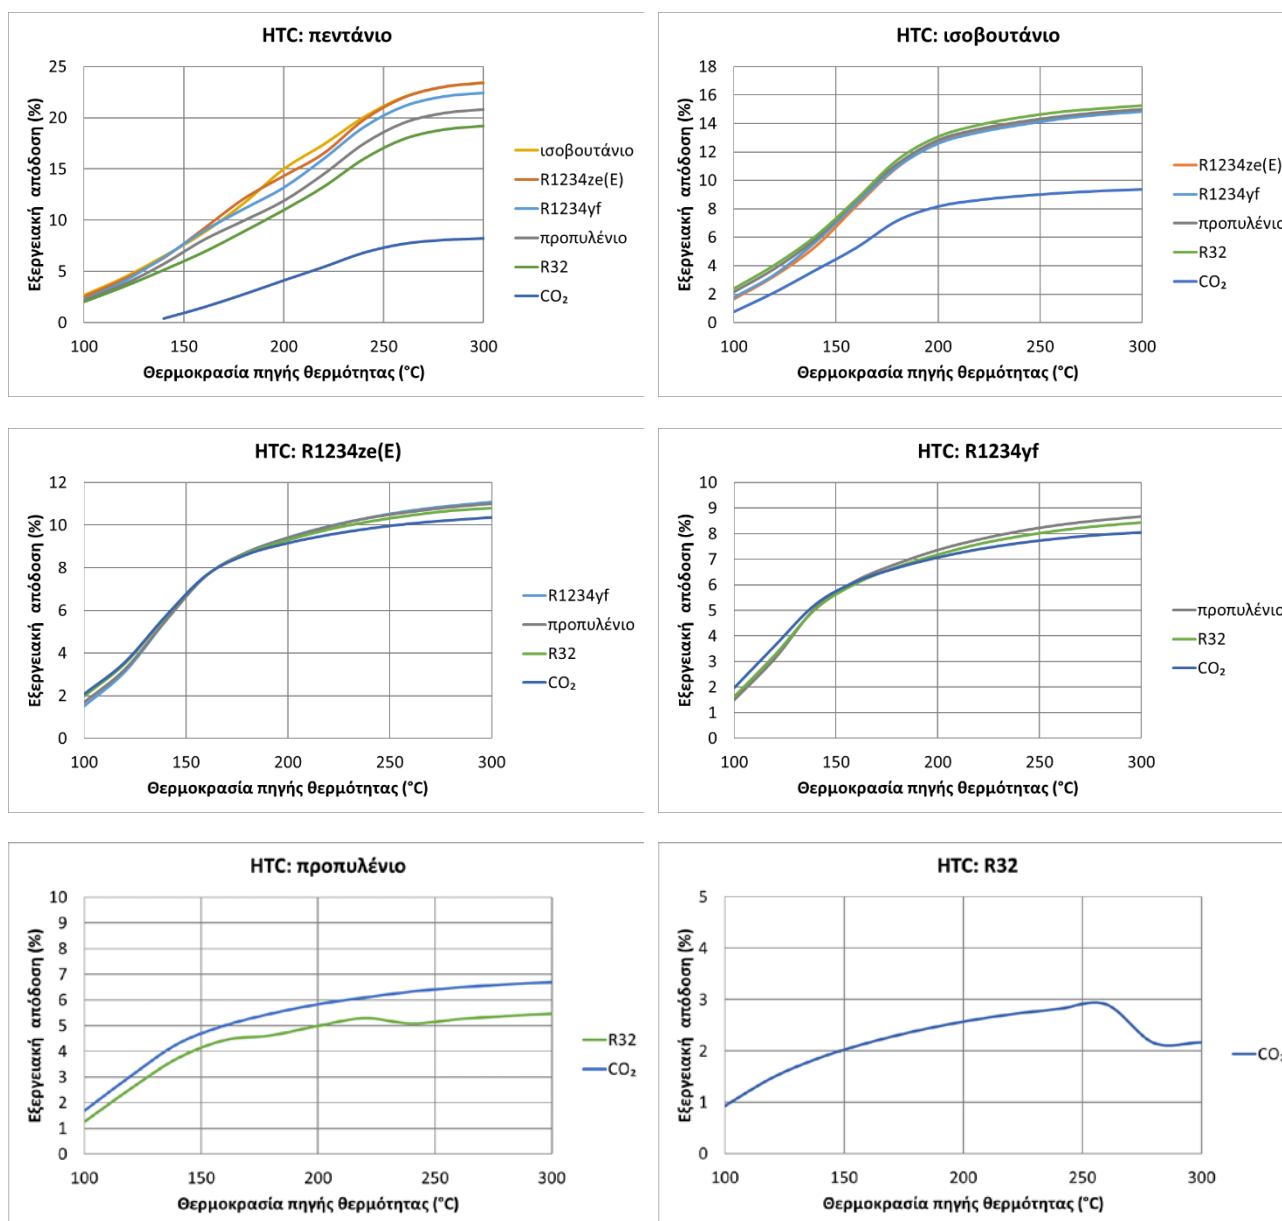 HTC: πεντάνιο
Εξεργειακή απόδοση (%)
25
20
15
10
5
0
100 150 200 250 300
Θερμοκρασία πηγής θερμότητας (°C)
ισοβουτάνιο
R1234ze(E)
R1234yf
προπυλένιο
R32
CO₂
HTC: ισοβουτάνιο
Εξεργειακή απόδοση (%)
18
16
14
12
10
8
6
4
2
0
100 150 200 250 300
Θερμοκρασία πηγής θερμότητας (°C)
R1234ze(E)
R1234yf
προπυλένιο
R32
CO₂
HTC: R1234ze(E)
Εξεργειακή απόδοση (%)
12
10
8
6
4
2
0
100 150 200 250 300
Θερμοκρασία πηγής θερμότητας (°C)
R1234yf
προπυλένιο
R32
CO₂
HTC: R1234yf
Εξεργειακή απόδοση (%)
10
9
8
7
6
5
4
3
2
1
0
100 150 200 250 300
Θερμοκρασία πηγής θερμότητας (°C)
προπυλένιο
R32
CO₂
HTC: προπυλένιο
Εξεργειακή απόδοση (%)
10
9
8
7
6
5
4
3
2
1
0
100 150 200 250 300
Θερμοκρασία πηγής θερμότητας (°C)
R32
CO₂
HTC: R32
Εξεργειακή απόδοση (%)
5
4
3
2
1
0
100 150 200 250 300
Θερμοκρασία πηγής θερμότητας (°C)
CO₂